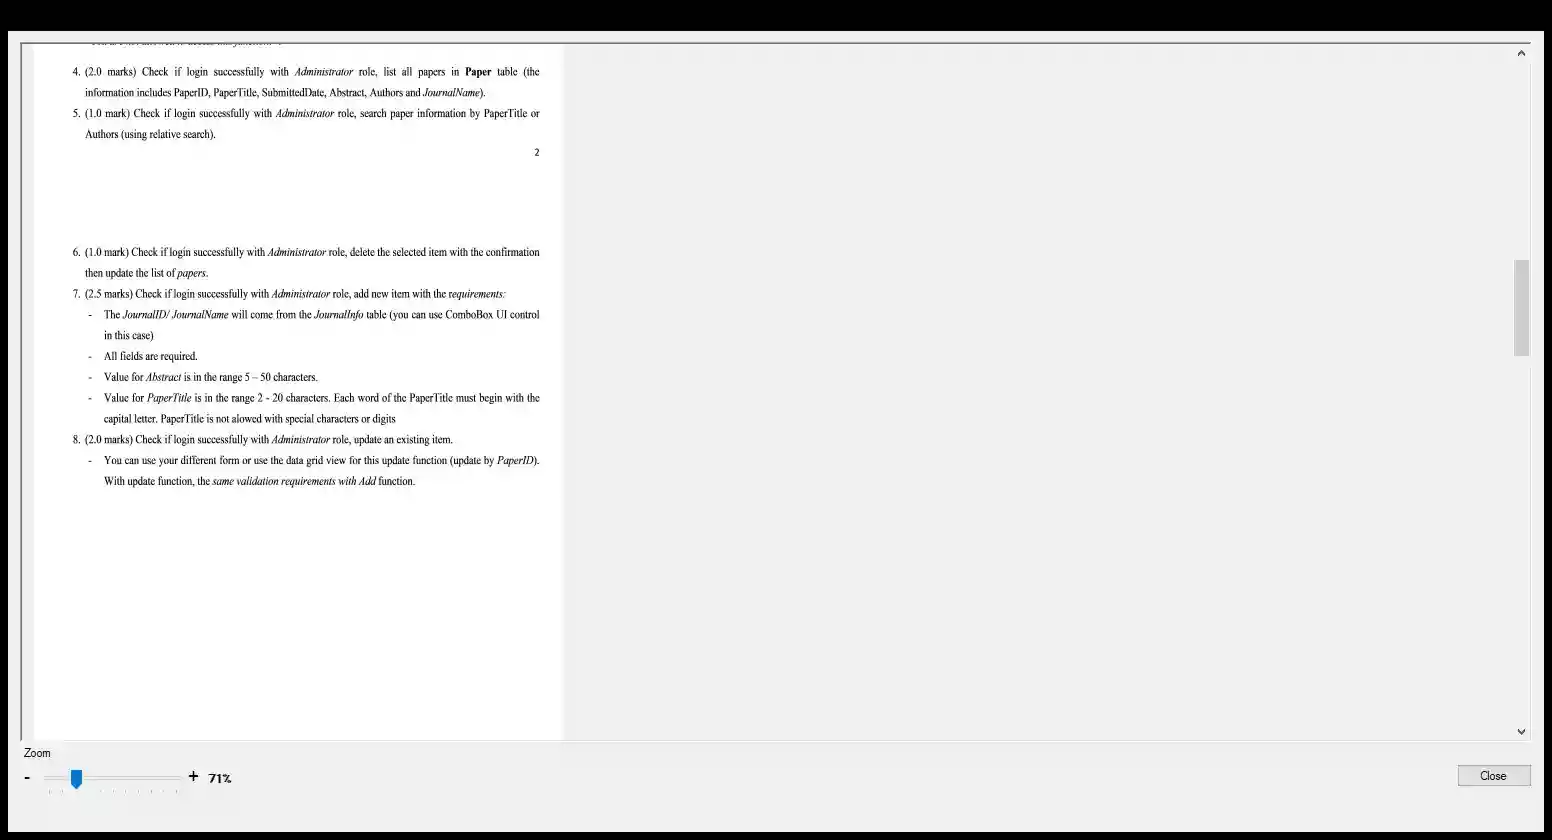 4. (2.0 marks) Check if login successfully with Administrator role, list all papers in Paper table (the
information includes PaperID, PaperTitle, SubmittedDate, Abstract, Authors and JournalName).
5. (1.0 mark) Check if login successfully with Administrator role, search paper information by PaperTitle or
Authors (using relative search).
2
6. (1.0 mark) Check if login successfully with Administrator role, delete the selected item with the confirmation
then update the list of papers.
7. (2.5 marks) Check if login successfully with Administrator role, add new item with the requirements:
- The JournalID/ JournalName will come from the JournalInfo table (you can use ComboBox UI control
in this case)
- All fields are required.
- Value for Abstract is in the range 5 – 50 characters.
- Value for PaperTitle is in the range 2 - 20 characters. Each word of the PaperTitle must begin with the
capital letter. PaperTitle is not alowed with special characters or digits
8. (2.0 marks) Check if login successfully with Administrator role, update an existing item.
- You can use your different form or use the data grid view for this update function (update by PaperID).
With update function, the same validation requirements with Add function.
Zoom
- + 71%
Close